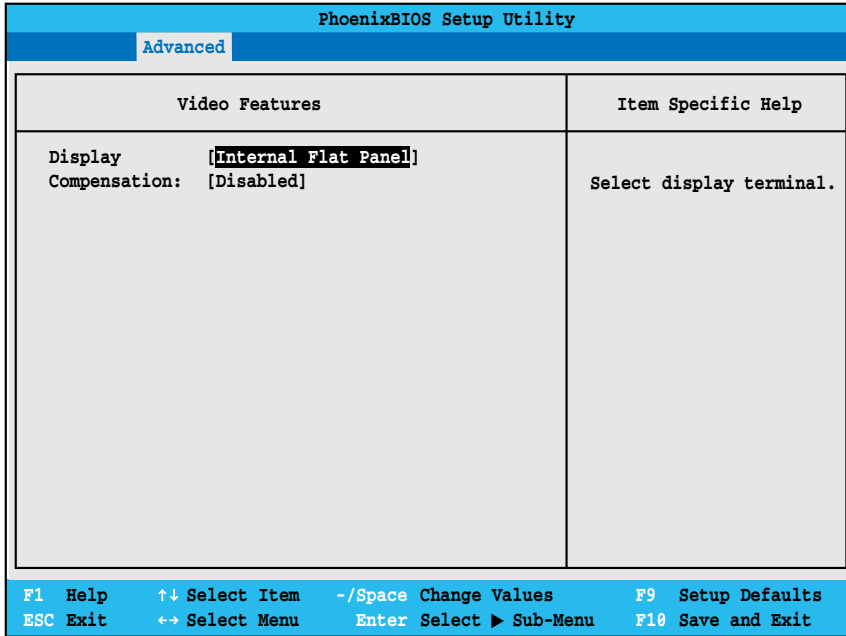 PhoenixBIOS Setup Utility
Advanced
Video Features
Item Specific Help
Display [Internal Flat Panel]
Compensation: [Disabled]
Select display terminal.
F1 Help ↑↓ Select Item -/Space Change Values F9 Setup Defaults
ESC Exit ←→ Select Menu Enter Select ▶ Sub-Menu F10 Save and Exit